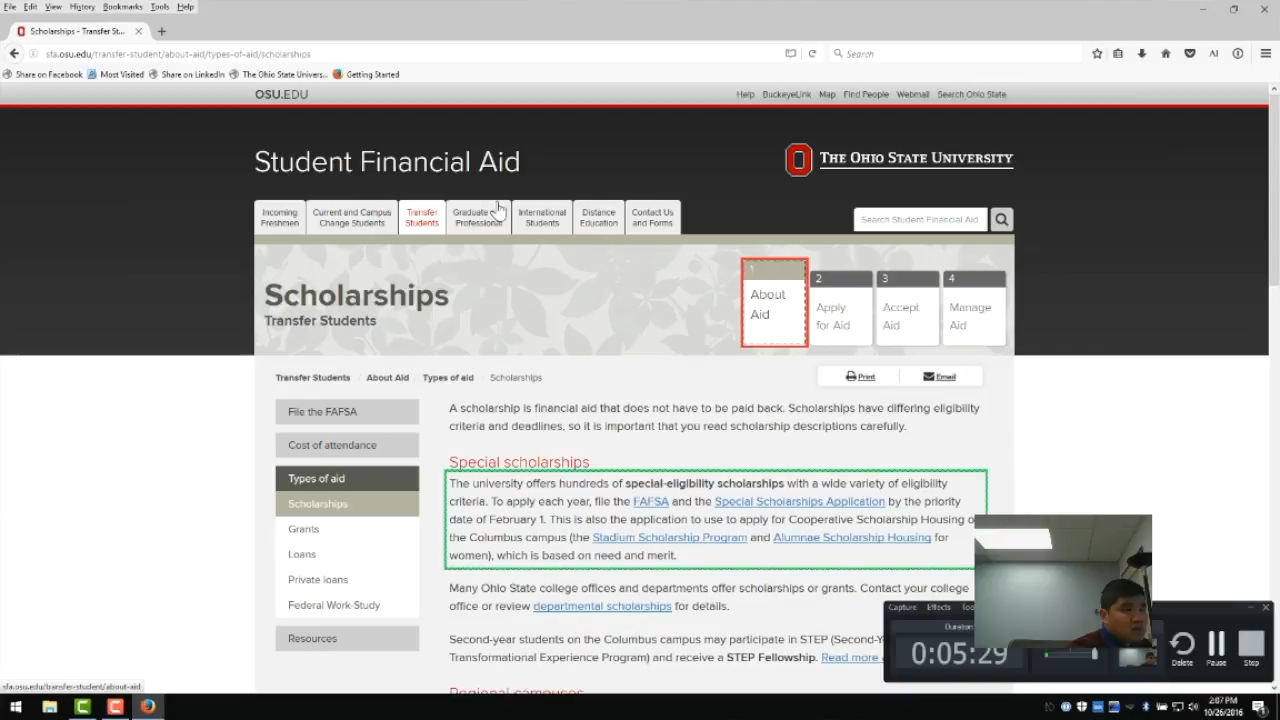 File Edit View History Bookmarks Tools Help
Scholarships - Transfer St...
sfa.osu.edu/transfer-student/about-aid/types-of-aid/scholarships
Search
Share on Facebook Most Visited Share on LinkedIn The Ohio State Univers... Getting Started
OSU.EDU
Help BuckeyeLink Map Find People Webmail Search Ohio State
Student Financial Aid
THE OHIO STATE UNIVERSITY
Incoming Freshmen
Current and Campus Change Students
Transfer Students
Graduate Professional
International Students
Distance Education
Contact Us and Forms
Search Student Financial Aid
Scholarships
Transfer Students
1
About
Aid
2
Apply
for Aid
3
Accept
Aid
4
Manage
Aid
Transfer Students / About Aid / Types of aid / Scholarships
Print
Email
File the FAFSA
Cost of attendance
Types of aid
Scholarships
Grants
Loans
Private loans
Federal Work-Study
Resources
A scholarship is financial aid that does not have to be paid back. Scholarships have differing eligibility
criteria and deadlines, so it is important that you read scholarship descriptions carefully.
Special scholarships
The university offers hundreds of special-eligibility scholarships with a wide variety of eligibility
criteria. To apply each year, file the FAFSA and the Special Scholarships Application by the priority
date of February 1. This is also the application to use to apply for Cooperative Scholarship Housing o
the Columbus campus (the Stadium Scholarship Program and Alumnae Scholarship Housing for
women), which is based on need and merit.
Many Ohio State college offices and departments offer scholarships or grants. Contact your college
office or review departmental scholarships for details.
Second-year students on the Columbus campus may participate in STEP (Second-Ye
Transformational Experience Program) and receive a STEP Fellowship. Read more
Regional campuses
Capture Effects Too
Duration
0:05:29
Delete
Pause
Stop
sfa.osu.edu/transfer-student/about-aid
2:07 PM
10/26/2016